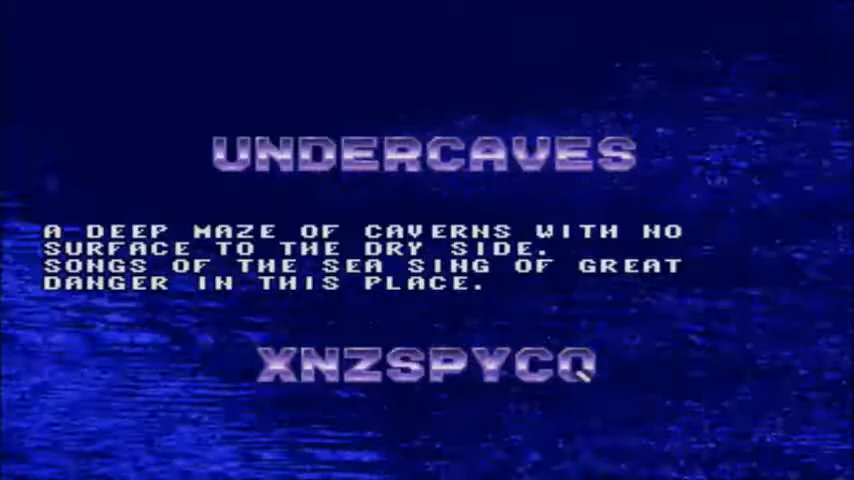 UNDERCAVES
A DEEP MAZE OF CAVERNS WITH NO
SURFACE TO THE DRY SIDE.
SONGS OF THE SEA SING OF GREAT
DANGER IN THIS PLACE.
XNZSPYCQ